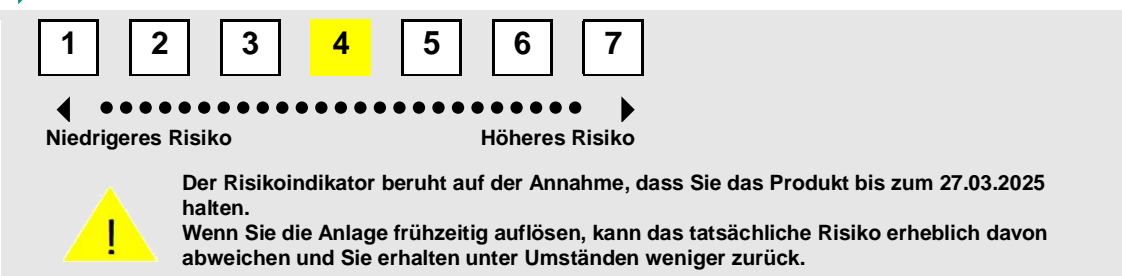 1 2 3 4 5 6 7
Niedrigeres Risiko Höheres Risiko
Der Risikoindikator beruht auf der Annahme, dass Sie das Produkt bis zum 27.03.2025
halten.
Wenn Sie die Anlage frühzeitig auflösen, kann das tatsächliche Risiko erheblich davon
abweichen und Sie erhalten unter Umständen weniger zurück.
!